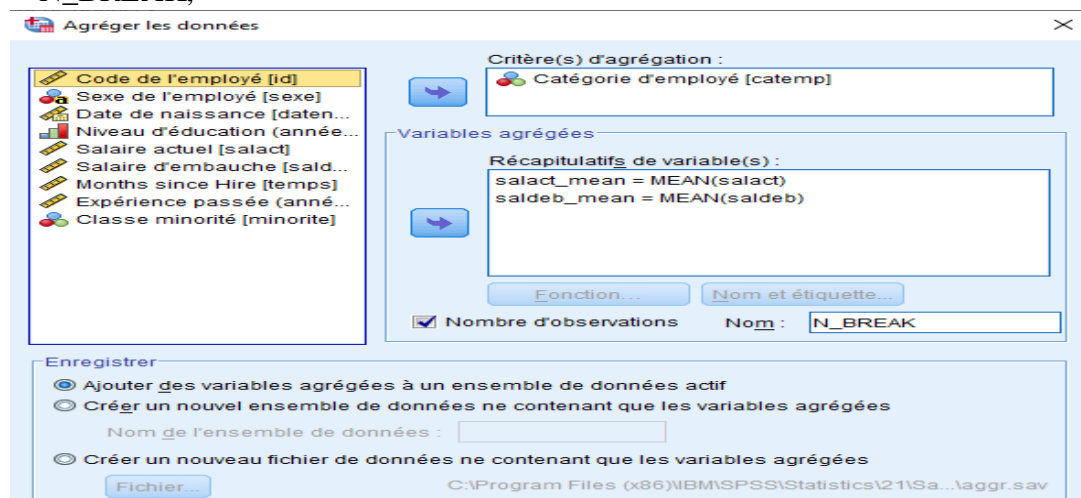 N_BREAK;
Agréger les données
Code de l'employé [id]
Sexe de l'employé [sexe]
Date de naissance [daten...
Niveau d'éducation (année...
Salaire actuel [salact]
Salaire d'embauche [sald...
Months since Hire [temps]
Expérience passée (anné...
Classe minorité [minorite]
Critère(s) d'agrégation :
Catégorie d'employé [catemp]
Variables agrégées
Récapitulatifs de variable(s) :
salact_mean = MEAN(salact)
saldeb_mean = MEAN(saldeb)
Fonction... Nom et étiquette...
Nombre d'observations Nom : N_BREAK
Enregistrer
Ajouter des variables agrégées à un ensemble de données actif
Créer un nouvel ensemble de données ne contenant que les variables agrégées
Nom de l'ensemble de données :
Créer un nouveau fichier de données ne contenant que les variables agrégées
Fichier... C:\Program Files (x86)\IBM\SPSS\Statistics\21\Sa...\aggr.sav